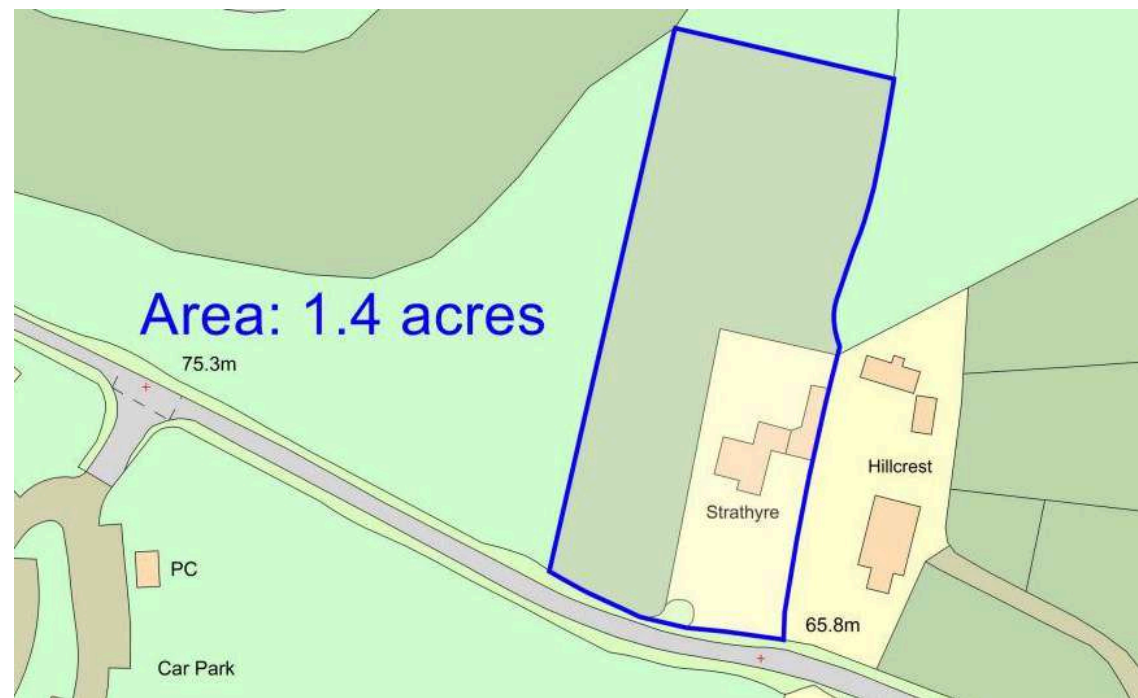 Area: 1.4 acres
75.3m
Hillcrest
Strathyre
PC
65.8m
Car Park